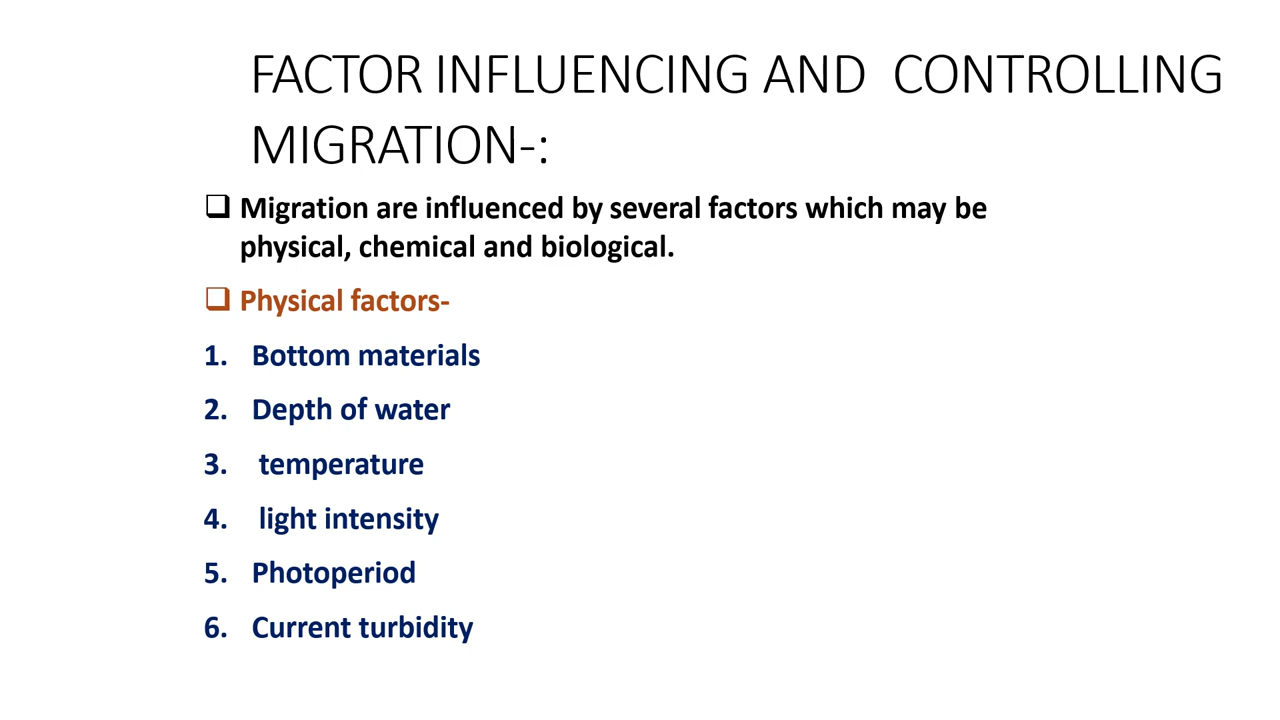 FACTOR INFLUENCING AND CONTROLLING
MIGRATION-:
❑ Migration are influenced by several factors which may be
physical, chemical and biological.
❑ Physical factors-
1. Bottom materials
2. Depth of water
3. temperature
4. light intensity
5. Photoperiod
6. Current turbidity